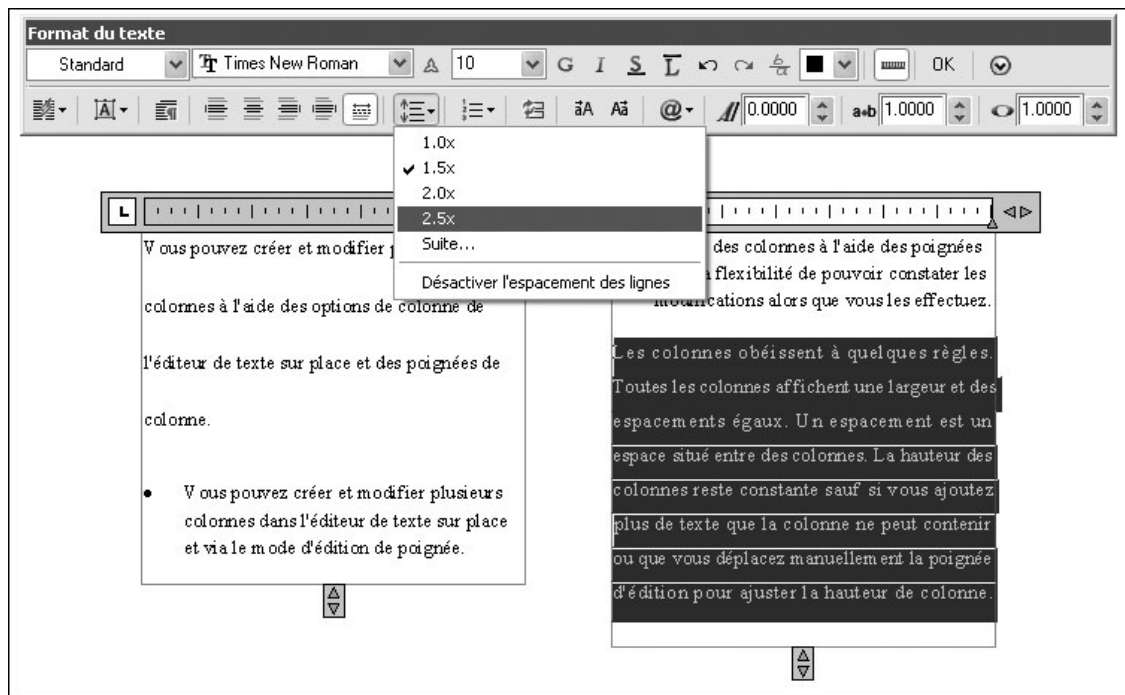 Format du texte
Standard Times New Roman 10 G I S L OK
0.0000 a•b 1.0000 1.0000
1.0x
1.5x
2.0x
2.5x
Suite...
Désactiver l'espacement des lignes
Vous pouvez créer et modifier
colonnes à l'aide des options de colonne de
l'éditeur de texte sur place et des poignées de
colonne.
• Vous pouvez créer et modifier plusieurs
colonnes dans l'éditeur de texte sur place
et via le mode d'édition de poignée.
des colonnes à l'aide des poignées
flexibilité de pouvoir constater les
modifications alors que vous les effectuez.
Les colonnes obéissent à quelques règles.
Toutes les colonnes affichent une largeur et des
espacements égaux. Un espacement est un
espace situé entre des colonnes. La hauteur des
colonnes reste constante sauf si vous ajoutez
plus de texte que la colonne ne peut contenir
ou que vous déplacez manuellement la poignée
d'édition pour ajuster la hauteur de colonne.